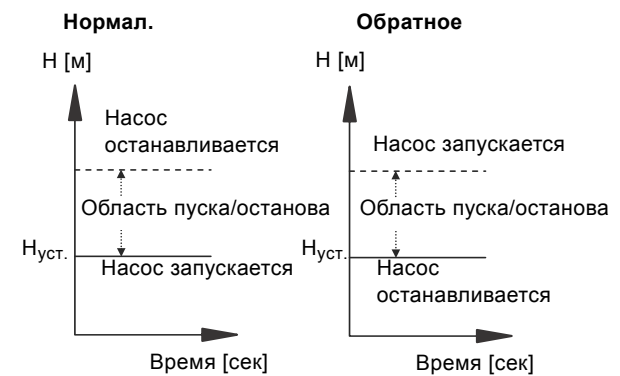 Нормал.
H [м]
Насос
останавливается
Область пуска/останова
Hуст.
Насос запускается
Время [сек]
Обратное
H [м]
Насос запускается
Область пуска/останова
Hуст.
Насос
останавливается
Время [сек]